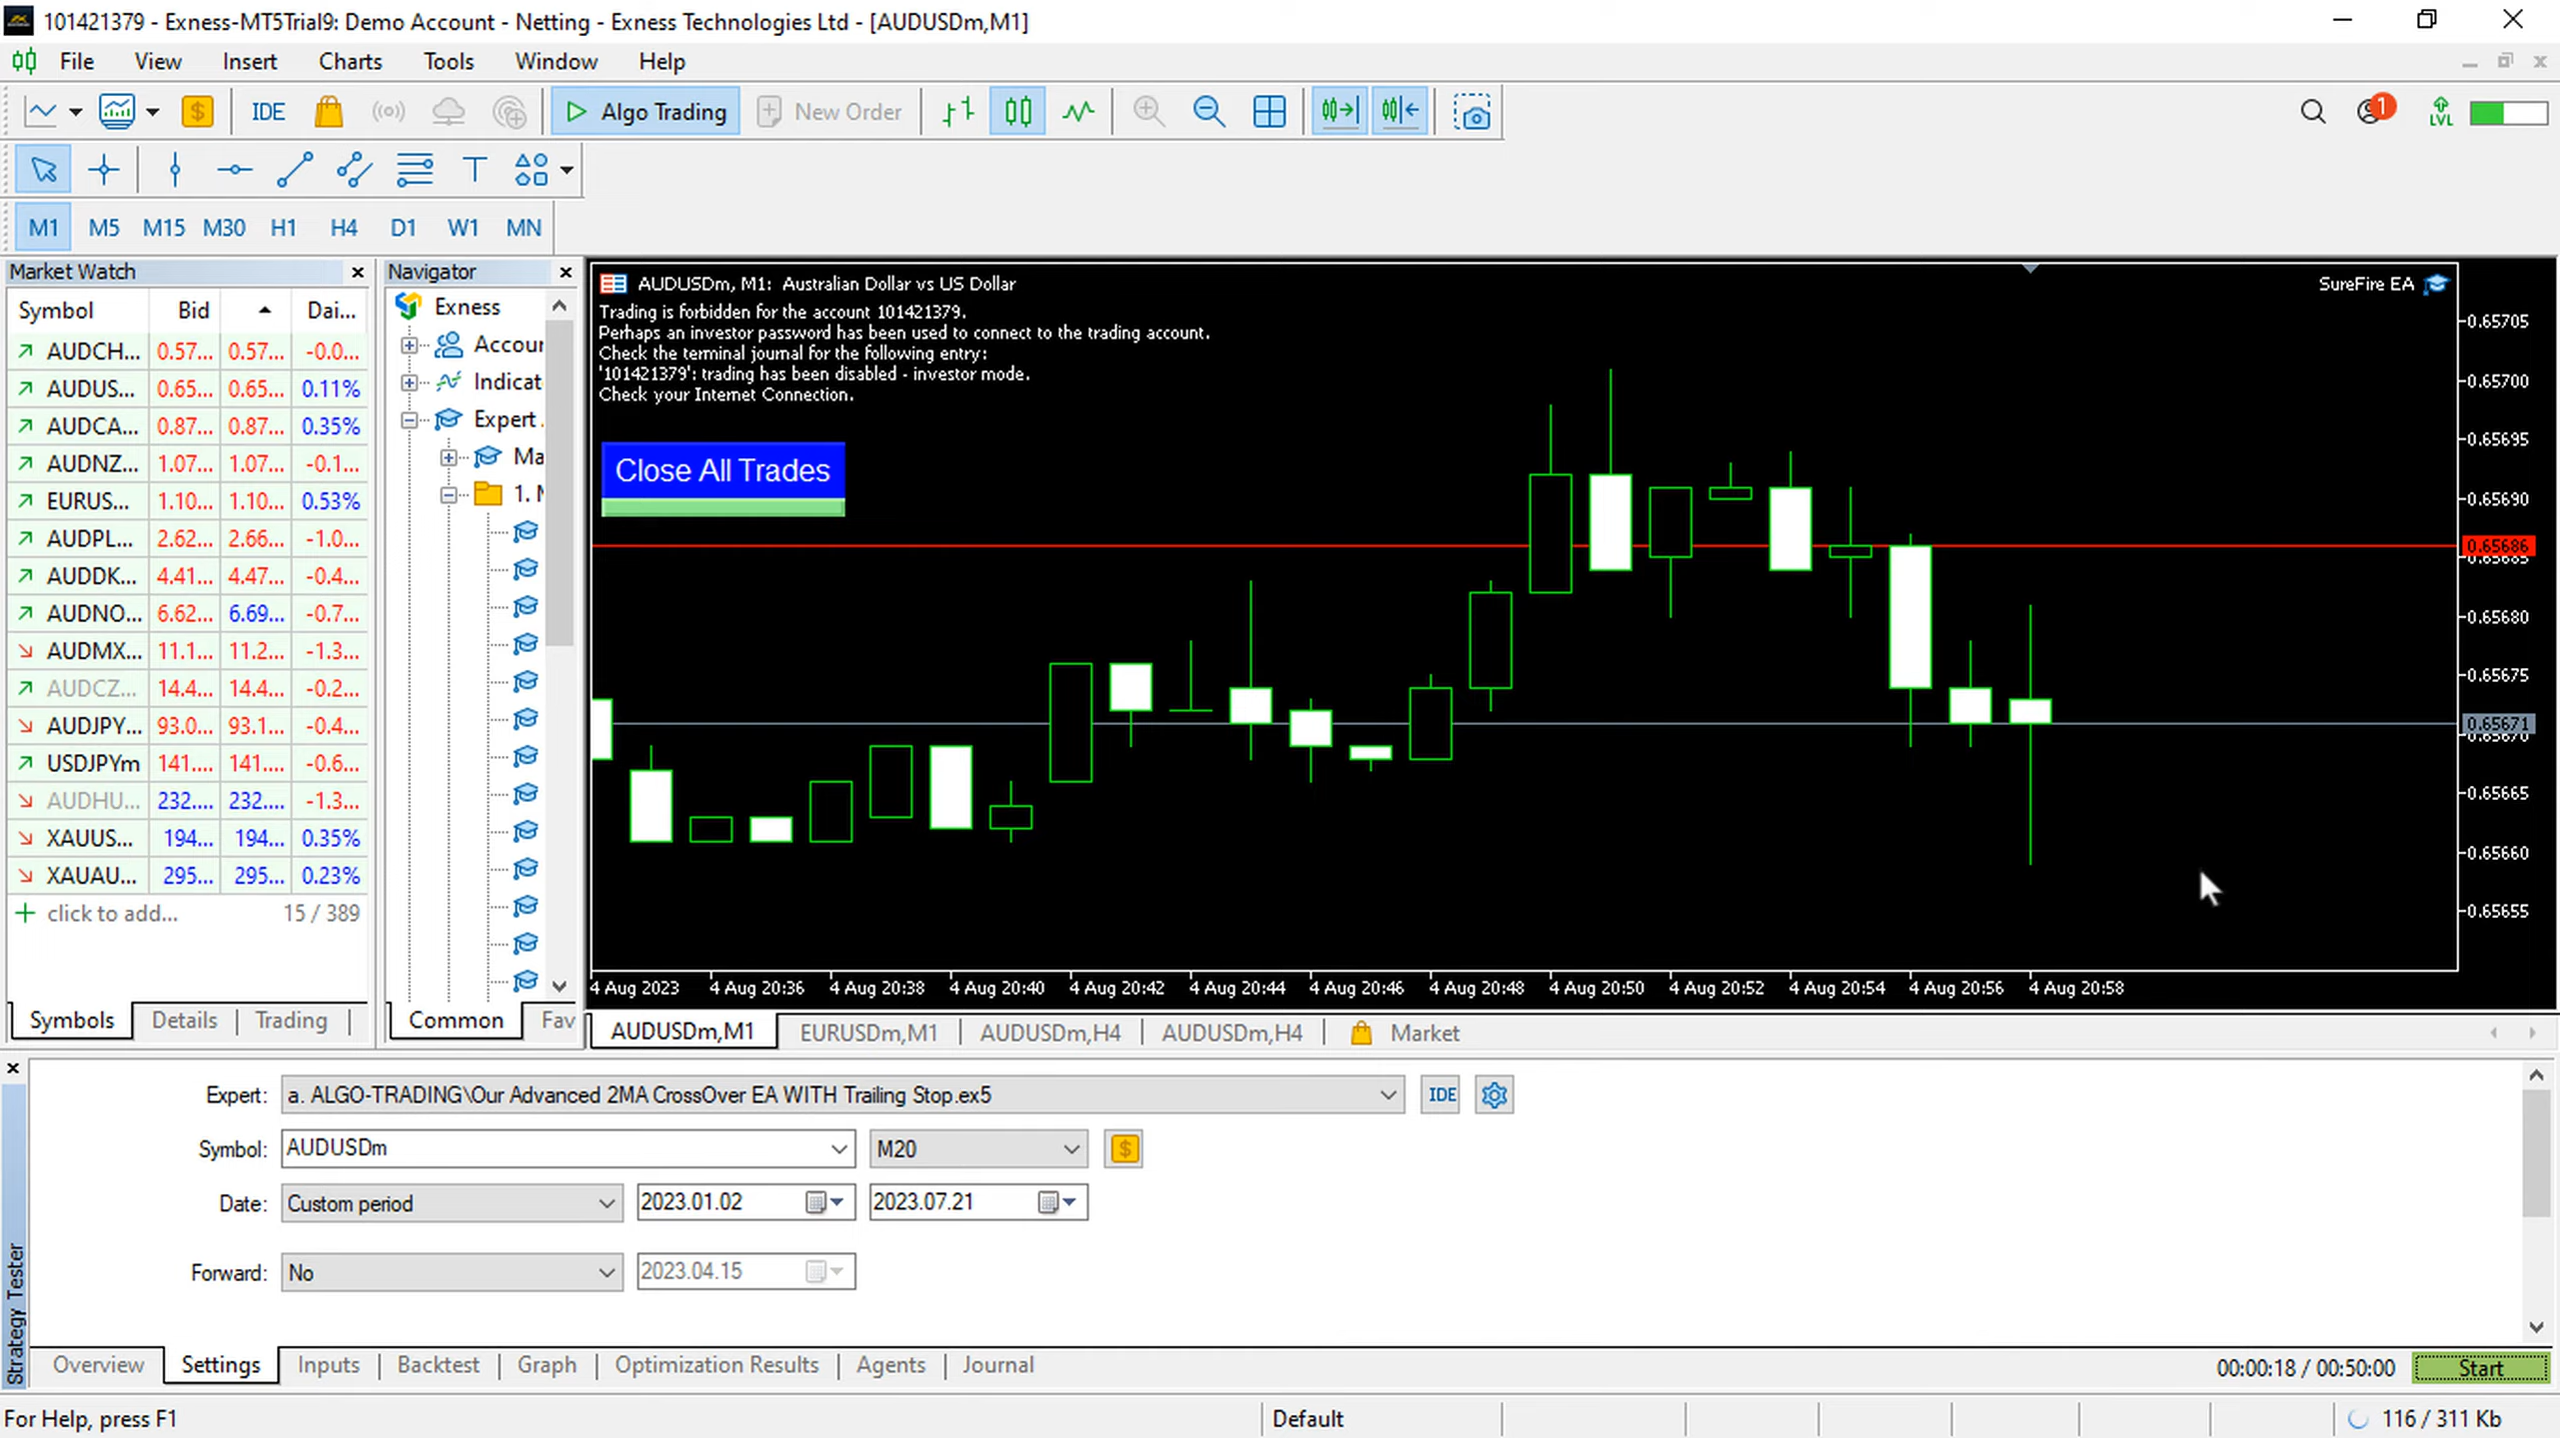 101421379 - Exness-MT5Trial9: Demo Account - Netting - Exness Technologies Ltd - [AUDUSDm,M1]
File View Insert Charts Tools Window Help
IDE Algo Trading New Order 1 LVL
M1 M5 M15 M30 H1 H4 D1 W1 MN
Market Watch
Symbol Bid Dai...
AUDCH... 0.57... 0.57... -0.0...
AUDUS... 0.65... 0.65... 0.11%
AUDCA... 0.87... 0.87... 0.35%
AUDNZ... 1.07... 1.07... -0.1...
EURUS... 1.10... 1.10... 0.53%
AUDPL... 2.62... 2.66... -1.0...
AUDDK... 4.41... 4.47... -0.4...
AUDNO... 6.62... 6.69... -0.7...
AUDMX... 11.1... 11.2... -1.3...
AUDCZ... 14.4... 14.4... -0.2...
AUDJPY... 93.0... 93.1... -0.4...
USDJPYm 141.... 141.... -0.6...
AUDHU... 232.... 232.... -1.3...
XAUUS... 194... 194... 0.35%
XAUAU... 295... 295... 0.23%
click to add... 15 / 389
Symbols Details Trading
Navigator
Exness
Accour
Indicat
Expert
Ma
1.
Common Fav
AUDUSDm, M1: Australian Dollar vs US Dollar
SureFire EA
Trading is forbidden for the account 101421379.
Perhaps an investor password has been used to connect to the trading account.
Check the terminal journal for the following entry:
'101421379': trading has been disabled - investor mode.
Check your Internet Connection.
Close All Trades
0.65705
0.65700
0.65695
0.65690
0.65686
0.65685
0.65680
0.65675
0.65671
0.65670
0.65665
0.65660
0.65655
4 Aug 2023 4 Aug 20:36 4 Aug 20:38 4 Aug 20:40 4 Aug 20:42 4 Aug 20:44 4 Aug 20:46 4 Aug 20:48 4 Aug 20:50 4 Aug 20:52 4 Aug 20:54 4 Aug 20:56 4 Aug 20:58
AUDUSDm,M1 EURUSDm,M1 AUDUSDm,H4 AUDUSDm,H4 Market
Strategy Tester
Expert: a. ALGO-TRADING\Our Advanced 2MA CrossOver EA WITH Trailing Stop.ex5 IDE
Symbol: AUDUSDm M20
Date: Custom period 2023.01.02 2023.07.21
Forward: No 2023.04.15
Overview Settings Inputs Backtest Graph Optimization Results Agents Journal
00:00:18 / 00:50:00 Start
For Help, press F1 Default 116 / 311 Kb